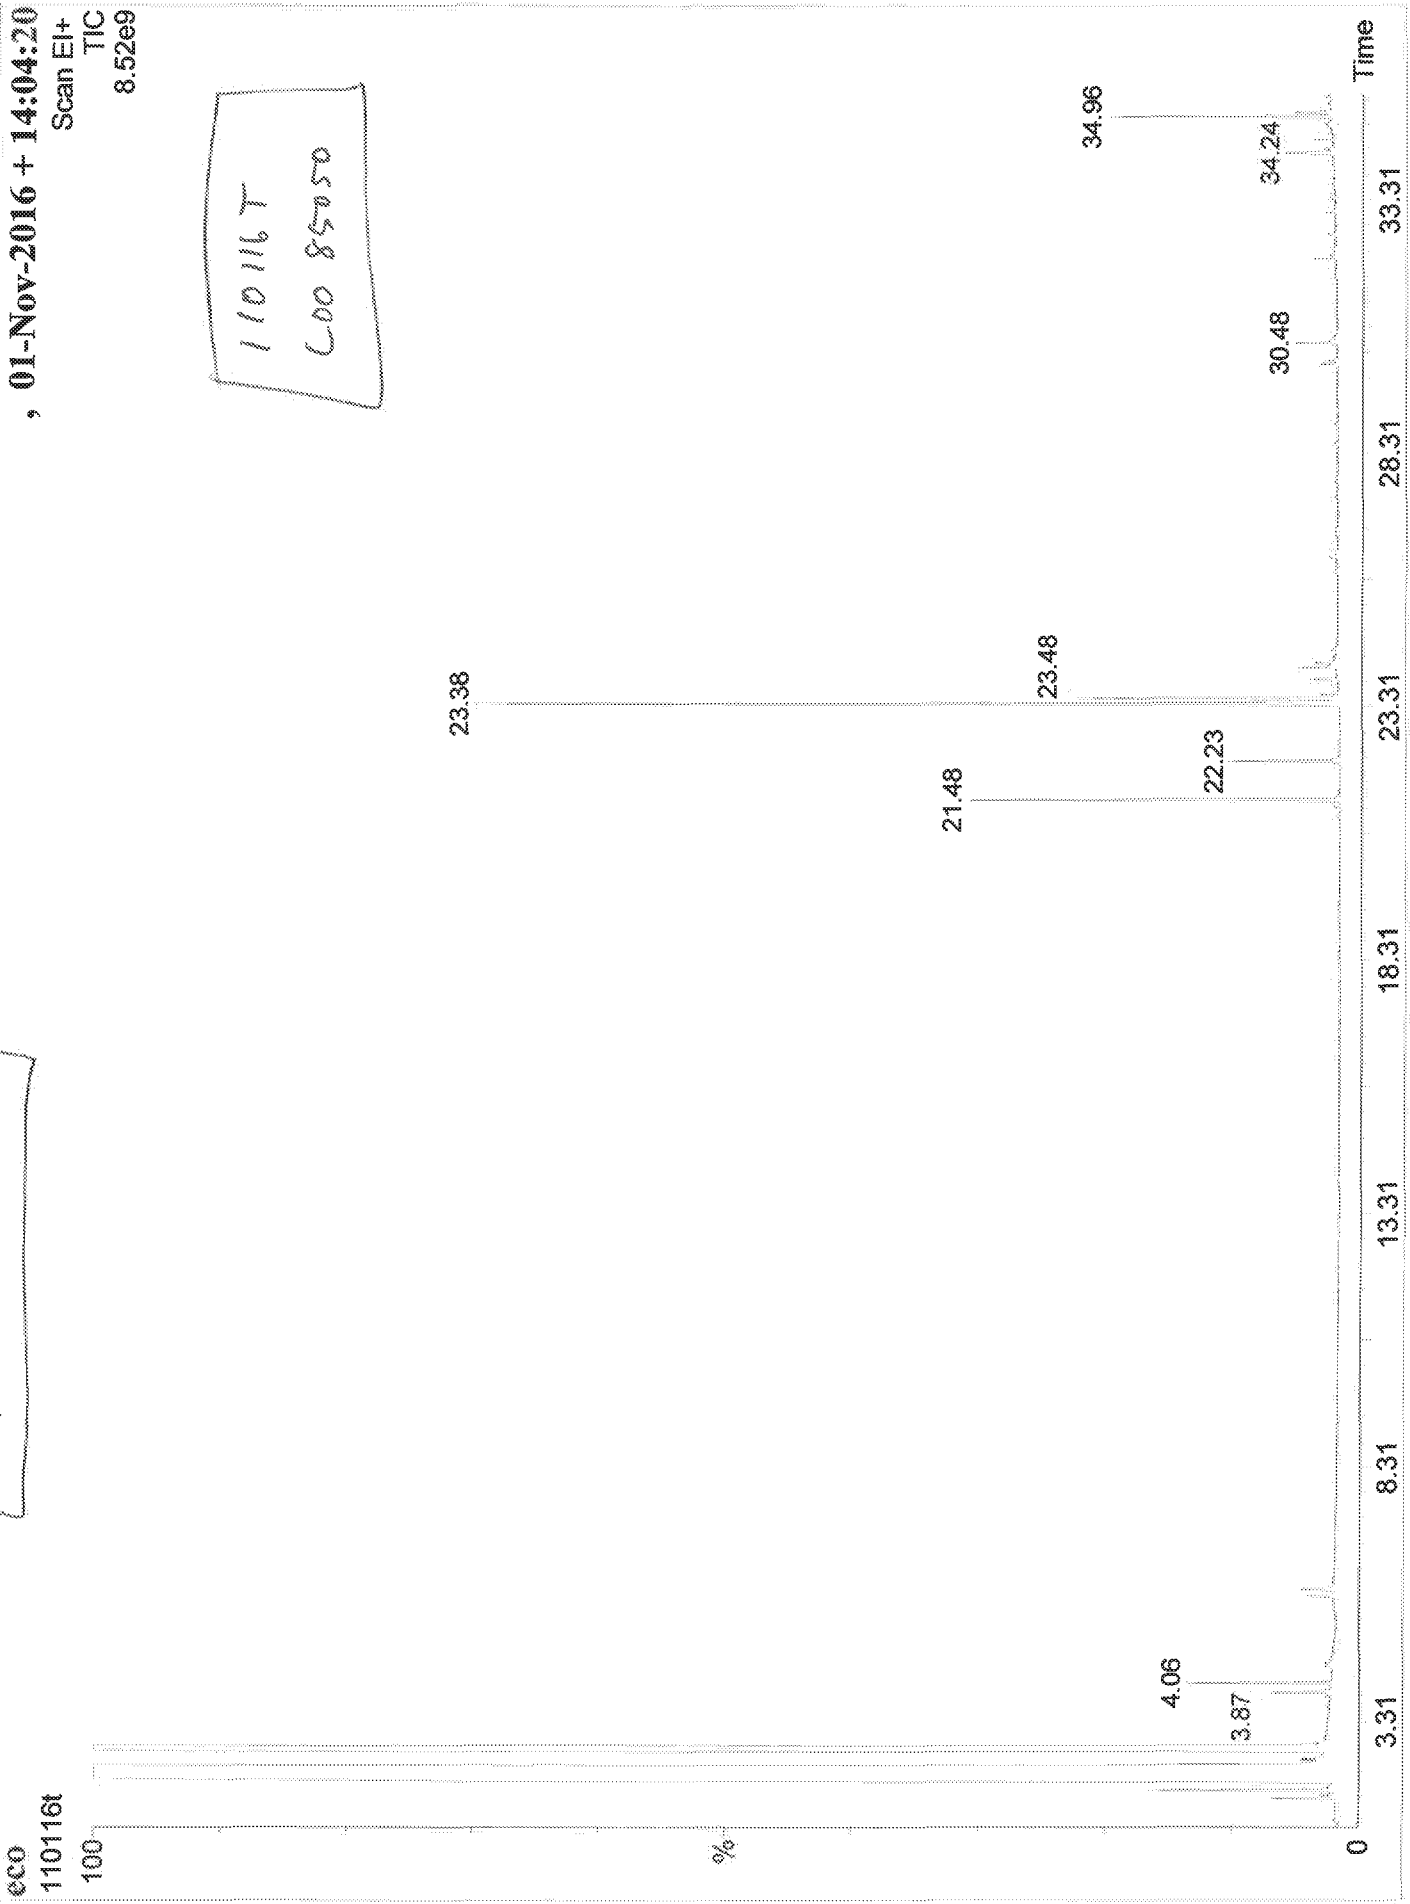 eco
, 01-Nov-2016 + 14:04:20
110116t
Scan EI+
TIC
8.52e9
100
%
0
110116T
L0085050
23.38
23.48
21.48
22.23
34.96
34.24
30.48
4.06
3.87
3.31
8.31
13.31
18.31
23.31
28.31
33.31
Time